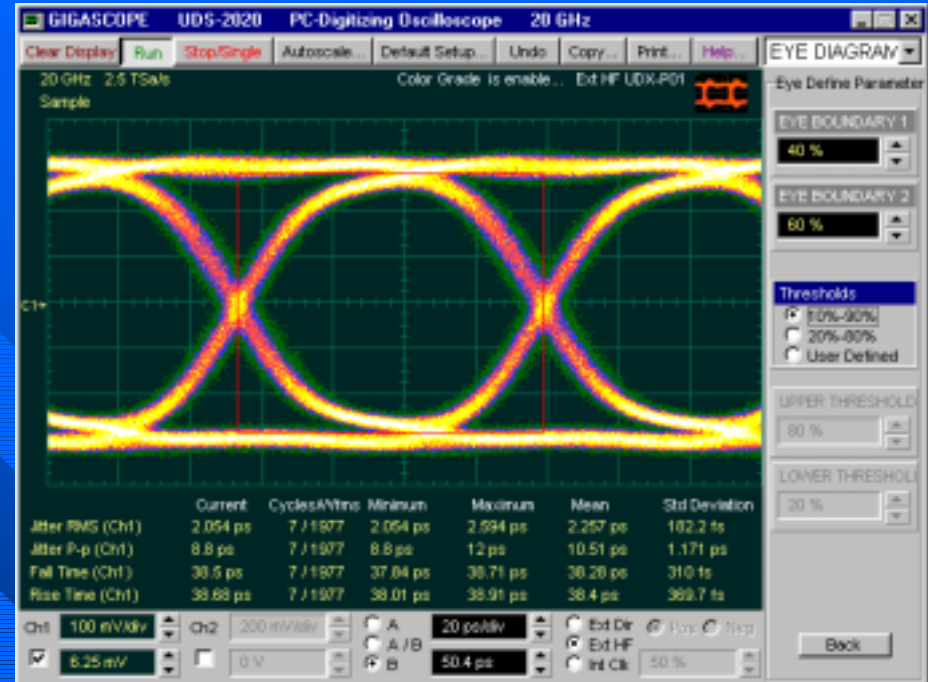 GIGASCOPE UDS-2020 PC-Digitizing Oscilloscope 20 GHz
Clear Display Run Stop/Single Autoscale... Default Setup... Undo Copy... Print... Help... EYE DIAGRAM
20 GHz 2.5 TSa/s Color Grade is enable... Ext HF UDX-P01
Sample
Eye Define Parameter
EYE BOUNDARY 1
40 %
EYE BOUNDARY 2
60 %
C1
Thresholds
10%-90%
20%-80%
User Defined
UPPER THRESHOLD
80 %
LOWER THRESHOL
20 %
Current Cycles/Wfms Minimum Maximum Mean Std Deviation
Jitter RMS (Ch1) 2.054 ps 7 / 1977 2.054 ps 2.594 ps 2.257 ps 182.2 fs
Jitter P-p (Ch1) 8.8 ps 7 / 1977 8.8 ps 12 ps 10.51 ps 1.171 ps
Fall Time (Ch1) 38.5 ps 7 / 1977 37.84 ps 38.71 ps 38.28 ps 310 fs
Rise Time (Ch1) 38.68 ps 7 / 1977 38.01 ps 38.91 ps 38.4 ps 369.7 fs
Ch1 100 mV/div Ch2 200 mV/div A 20 ps/div Ext Dir Pos Neg
A / B Ext HF
6.25 mV 0 V B 50.4 ps Int Clk 50 %
Back